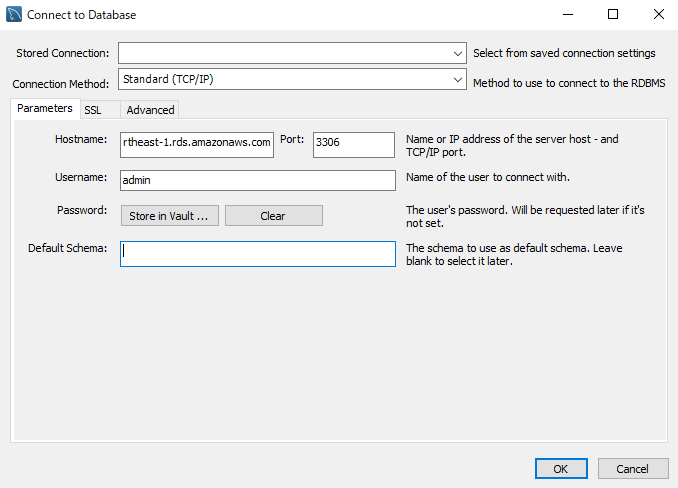 Connect to Database
Stored Connection:
Select from saved connection settings
Connection Method: Standard (TCP/IP)
Method to use to connect to the RDBMS
Parameters SSL Advanced
Hostname: rtheast-1.rds.amazonaws.com Port: 3306
Name or IP address of the server host - and
TCP/IP port.
Username: admin
Name of the user to connect with.
Password: Store in Vault ... Clear
The user's password. Will be requested later if it's
not set.
Default Schema:
The schema to use as default schema. Leave
blank to select it later.
OK Cancel